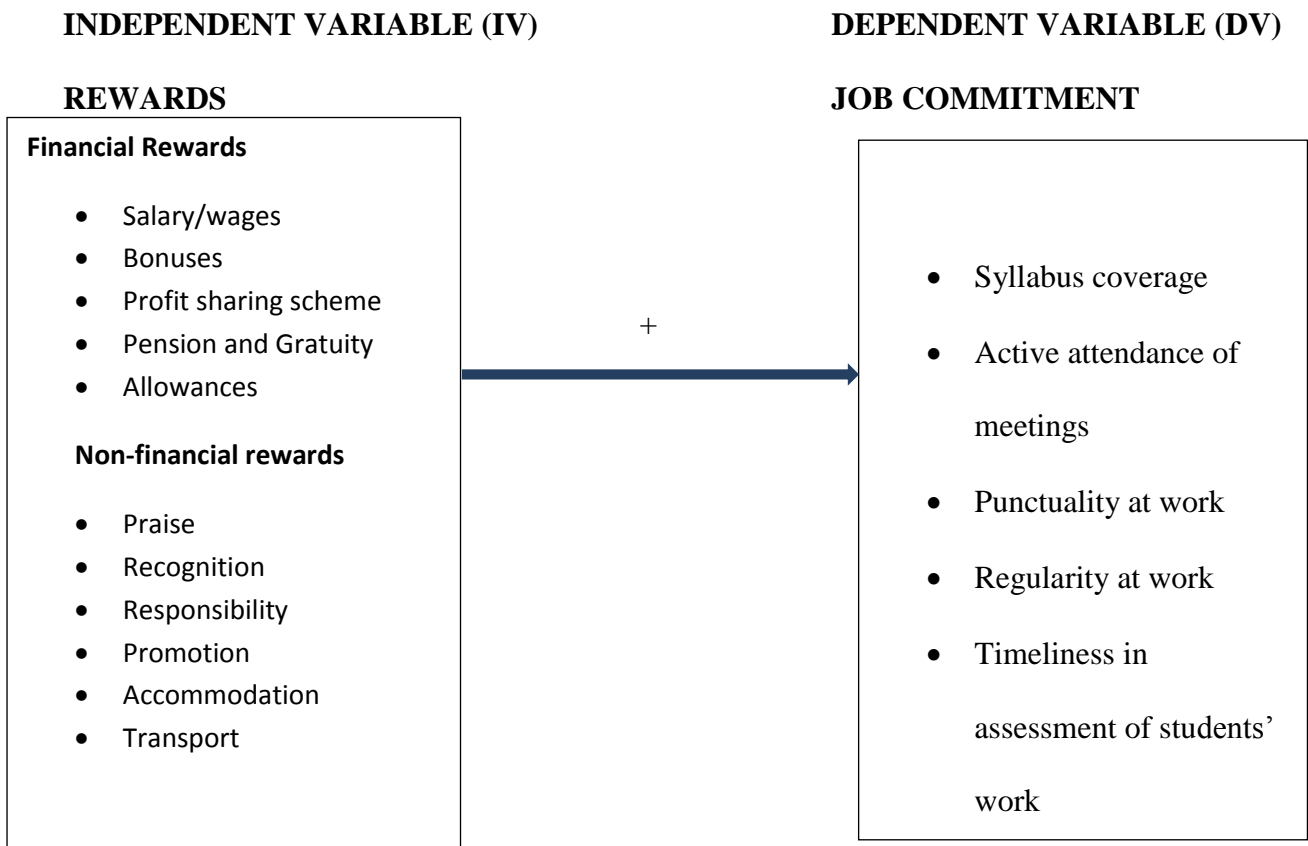 INDEPENDENT VARIABLE (IV)
DEPENDENT VARIABLE (DV)
REWARDS
JOB COMMITMENT
Financial Rewards
• Salary/wages
• Bonuses
• Profit sharing scheme
• Pension and Gratuity
• Allowances
Non-financial rewards
• Praise
• Recognition
• Responsibility
• Promotion
• Accommodation
• Transport
+
• Syllabus coverage
• Active attendance of
meetings
• Punctuality at work
• Regularity at work
• Timeliness in
assessment of students’
work